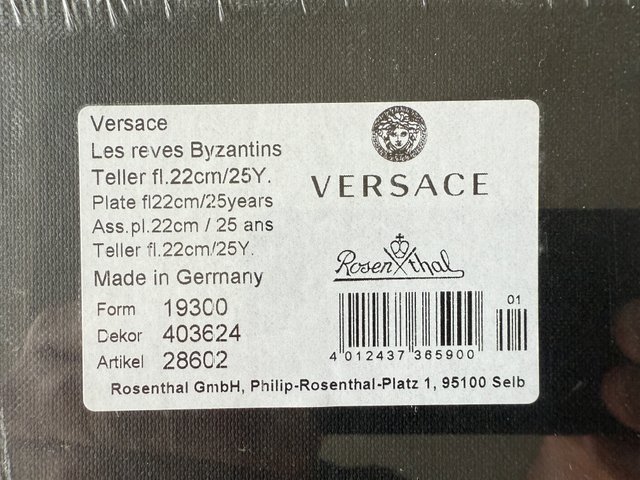 Versace
Les reves Byzantins
Teller fl.22cm/25Y.
Plate fl22cm/25years
Ass.pl.22cm / 25 ans
Teller fl.22cm/25Y.
Made in Germany
Form 19300
Dekor 403624
Artikel 28602
VERSACE
Rosenthal
01
4 012437 365900
Rosenthal GmbH, Philip-Rosenthal-Platz 1, 95100 Selb